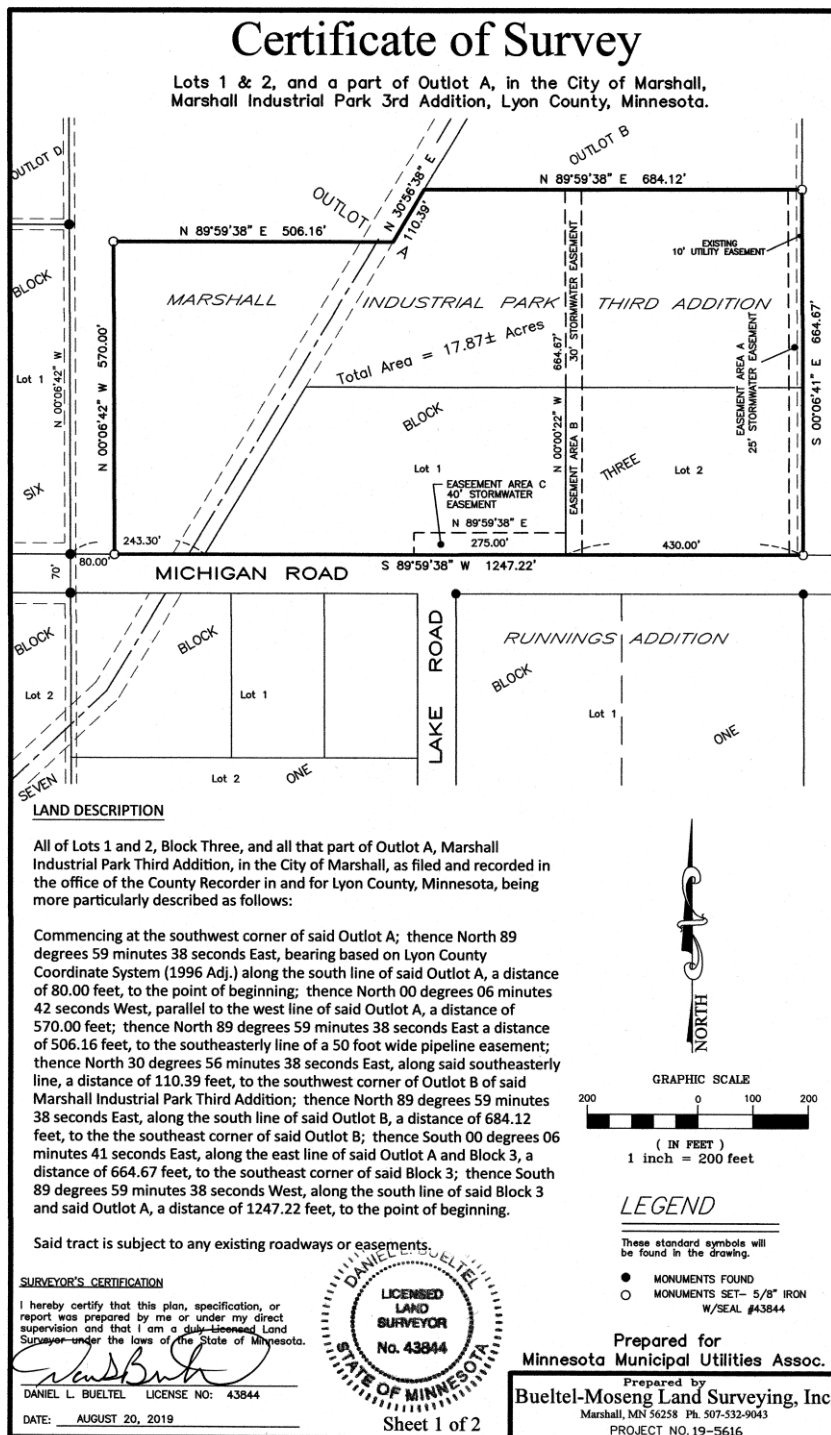 Certificate of Survey
Lots 1 & 2, and a part of Outlot A, in the City of Marshall,
Marshall Industrial Park 3rd Addition, Lyon County, Minnesota.
OUTLOT D
OUTLOT B
OUTLOT
A
N 30°56'38" E
110.39'
N 89°59'38" E 684.12'
N 89°59'38" E 506.16'
EXISTING
10' UTILITY EASEMENT
BLOCK
MARSHALL INDUSTRIAL PARK THIRD ADDITION
Total Area = 17.87± Acres
Lot 1
N 00°06'42" W
N 00°06'42" W 570.00'
664.67'
30' STORMWATER EASEMENT
N 00°00'22" W
EASEMENT AREA B
EASEMENT AREA A
25' STORMWATER EASEMENT
S 00°06'41" E 664.67'
BLOCK
Lot 1
THREE
Lot 2
SIX
EASEEMENT AREA C
40' STORMWATER
EASEMENT
N 89°59'38" E
243.30'
275.00'
430.00'
80.00'
70'
MICHIGAN ROAD
S 89°59'38" W 1247.22'
BLOCK
Lot 2
BLOCK
Lot 1
LAKE ROAD
RUNNINGS ADDITION
BLOCK
Lot 1
ONE
SEVEN
Lot 2
ONE
LAND DESCRIPTION
All of Lots 1 and 2, Block Three, and all that part of Outlot A, Marshall
Industrial Park Third Addition, in the City of Marshall, as filed and recorded in
the office of the County Recorder in and for Lyon County, Minnesota, being
more particularly described as follows:
Commencing at the southwest corner of said Outlot A; thence North 89
degrees 59 minutes 38 seconds East, bearing based on Lyon County
Coordinate System (1996 Adj.) along the south line of said Outlot A, a distance
of 80.00 feet, to the point of beginning; thence North 00 degrees 06 minutes
42 seconds West, parallel to the west line of said Outlot A, a distance of
570.00 feet; thence North 89 degrees 59 minutes 38 seconds East a distance
of 506.16 feet, to the southeasterly line of a 50 foot wide pipeline easement;
thence North 30 degrees 56 minutes 38 seconds East, along said southeasterly
line, a distance of 110.39 feet, to the southwest corner of Outlot B of said
Marshall Industrial Park Third Addition; thence North 89 degrees 59 minutes
38 seconds East, along the south line of said Outlot B, a distance of 684.12
feet, to the the southeast corner of said Outlot B; thence South 00 degrees 06
minutes 41 seconds East, along the east line of said Outlot A and Block 3, a
distance of 664.67 feet, to the southeast corner of said Block 3; thence South
89 degrees 59 minutes 38 seconds West, along the south line of said Block 3
and said Outlot A, a distance of 1247.22 feet, to the point of beginning.
Said tract is subject to any existing roadways or easements.
NORTH
GRAPHIC SCALE
200 0 100 200
( IN FEET )
1 inch = 200 feet
LEGEND
These standard symbols will
be found in the drawing.
MONUMENTS FOUND
MONUMENTS SET- 5/8" IRON
W/SEAL #43844
SURVEYOR'S CERTIFICATION
I hereby certify that this plan, specification, or
report was prepared by me or under my direct
supervision and that I am a duly Licensed Land
Surveyor under the laws of the State of Minnesota.
DANIEL L. BUELTEL LICENSE NO: 43844
DATE: AUGUST 20, 2019
DANIEL L. BUELTEL
LICENSED
LAND
SURVEYOR
No. 43844
STATE OF MINNESOTA
Sheet 1 of 2
Prepared for
Minnesota Municipal Utilities Assoc.
Prepared by
Bueltel-Moseng Land Surveying, Inc
Marshall, MN 56258 Ph. 507-532-9043
PROJECT NO. 19-5616